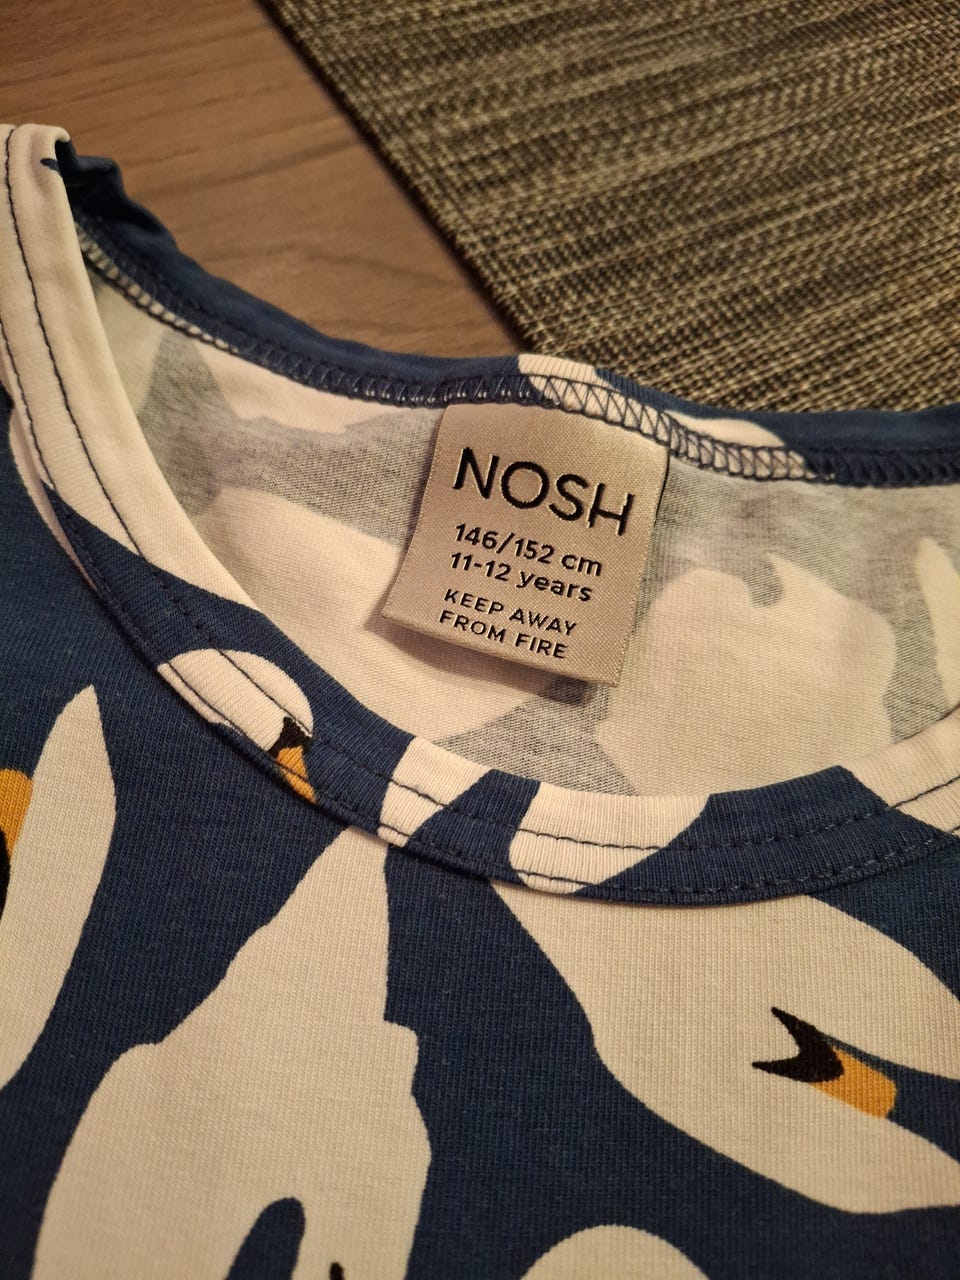 NOSH
146/152 cm
11-12 years
KEEP AWAY
FROM FIRE